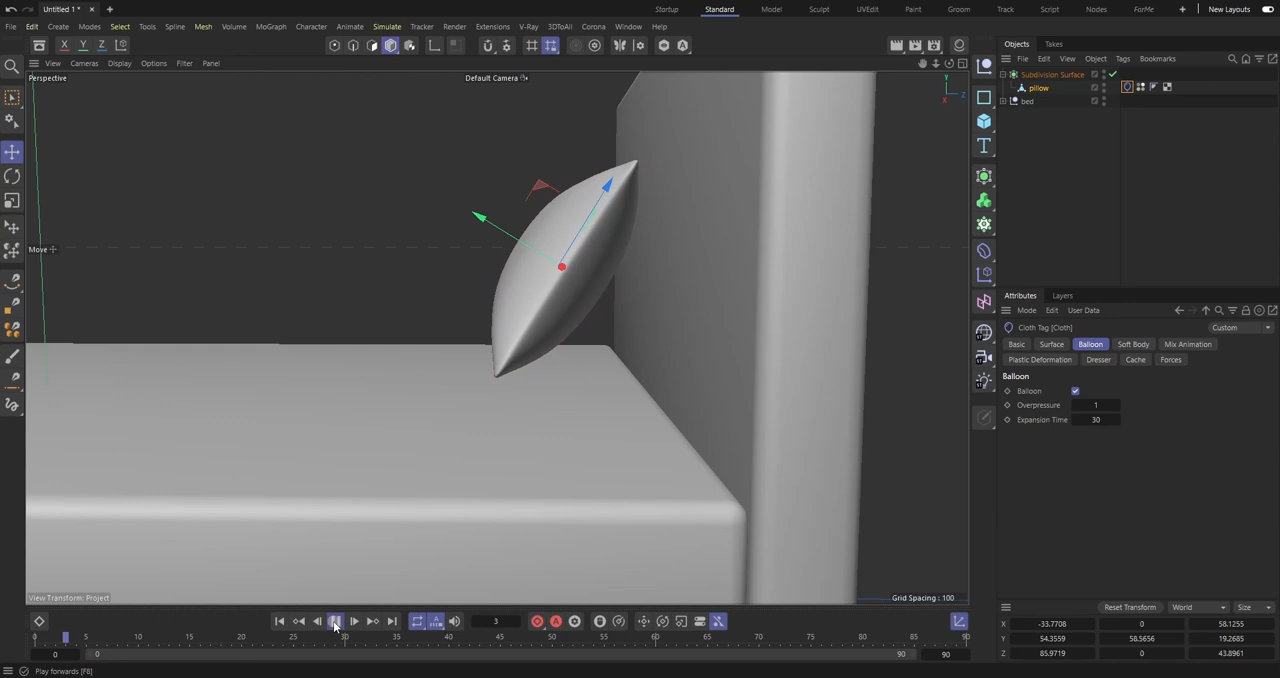 Untitled 1 *
Startup Standard Model Sculpt UVEdit Paint Groom Track Script Nodes ForMe New Layouts
File Edit Create Modes Select Tools Spline Mesh Volume MoGraph Character Animate Simulate Tracker Render Extensions V-Ray 3DToAll Corona Window Help
X Y Z
View Cameras Display Options Filter Panel
Perspective
Default Camera
Y
X
Z
Move
View Transform: Project
Grid Spacing : 100
Objects Takes
File Edit View Object Tags Bookmarks
Subdivision Surface
pillow
bed
Attributes Layers
Mode Edit User Data
Cloth Tag [Cloth]
Custom
Basic Surface Balloon Soft Body Mix Animation
Plastic Deformation Dresser Cache Forces
Balloon
Balloon
Overpressure 1
Expansion Time 30
Reset Transform World Size
X -33.7708 0 58.1255
Y 54.3559 58.5656 19.2685
Z 85.9719 0 43.8961
3
0 5 10 15 20 25 30 35 40 45 50 55 60 65 70 75 80 85 90
0 0 90 90
Play forwards [F8]